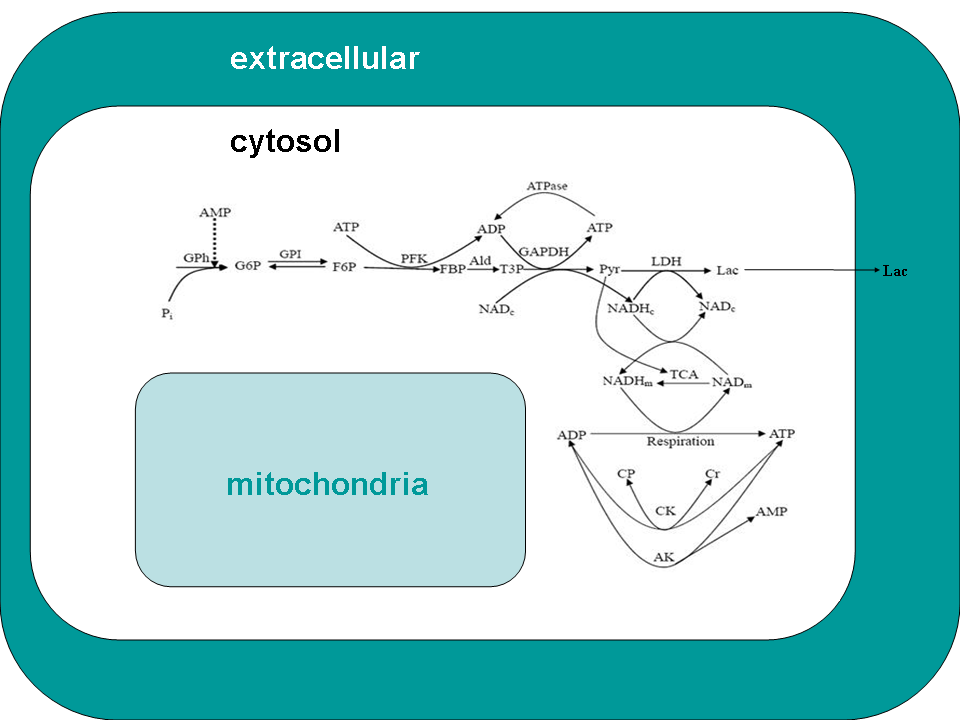 extracellular
cytosol
ATPase
AMP
ATP
ADP
ATP
GPh
GPI
PFK
GAPDH
Ald
LDH
G6P
F6P
FBP
T3P
Pyr
Lac
Lac
Pi
NADc
NADHc
NADc
TCA
NADHm
NADm
ADP
Respiration
ATP
mitochondria
CP
Cr
CK
AMP
AK